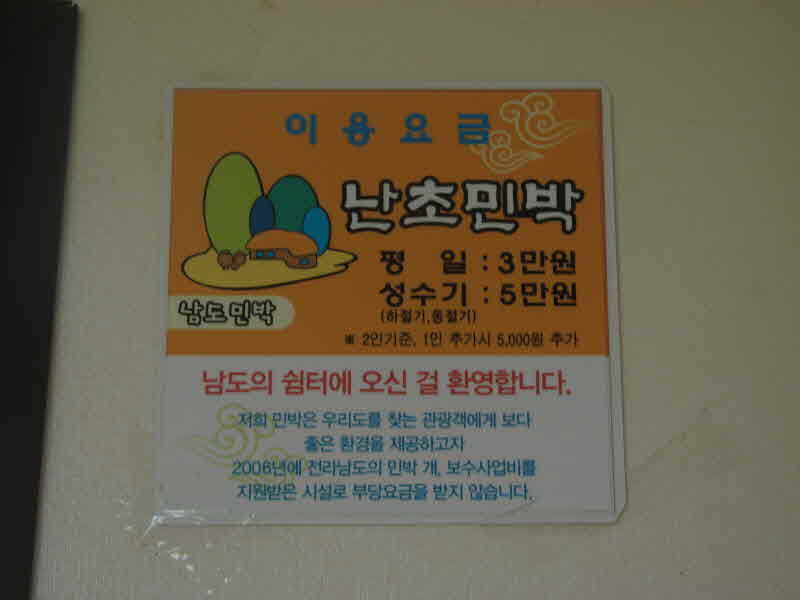 이용요금
난초민박
평 일 : 3만원
성수기 : 5만원
(하절기,동절기)
남도민박
※ 2인기준, 1인 추가시 5,000원 추가
남도의 쉼터에 오신 걸 환영합니다.
저희 민박은 우리도를 찾는 관광객에게 보다
좋은 환경을 제공하고자
2006년에 전라남도의 민박 개, 보수사업비를
지원받은 시설로 부당요금을 받지 않습니다.